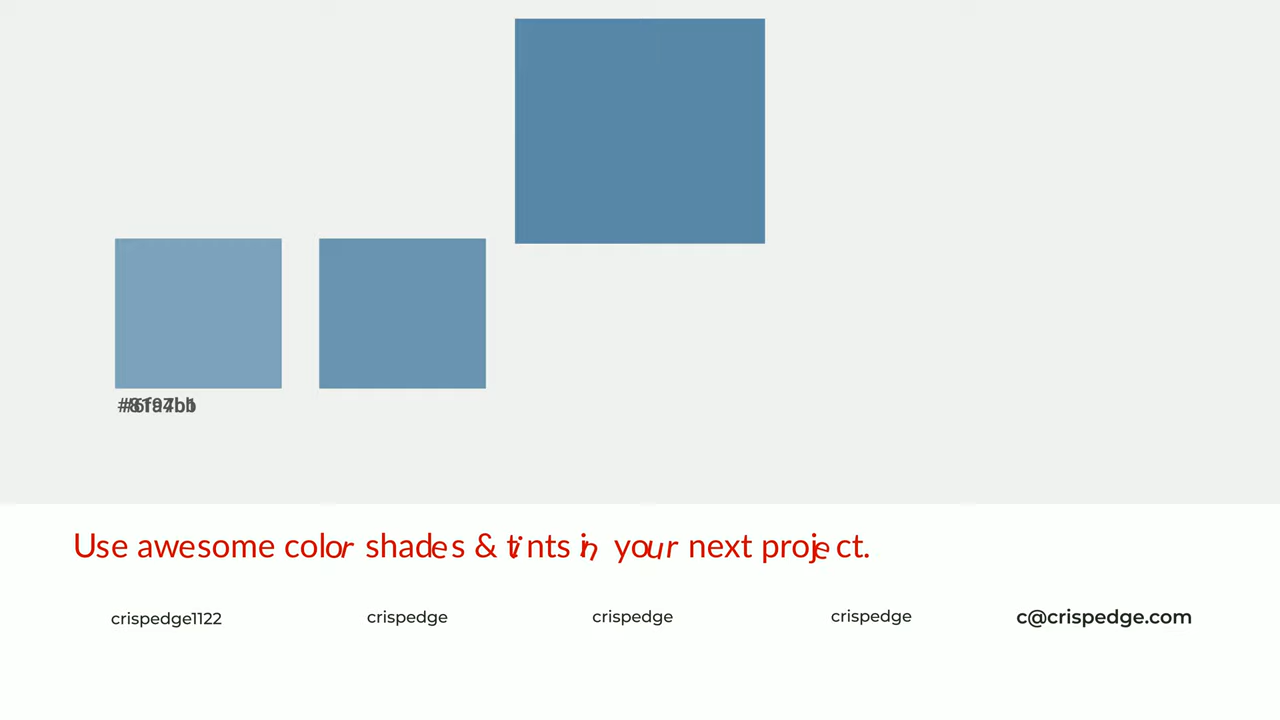 Use awesome color shades & tints in your next project.
crispedge1122 crispedge crispedge crispedge c@crispedge.com